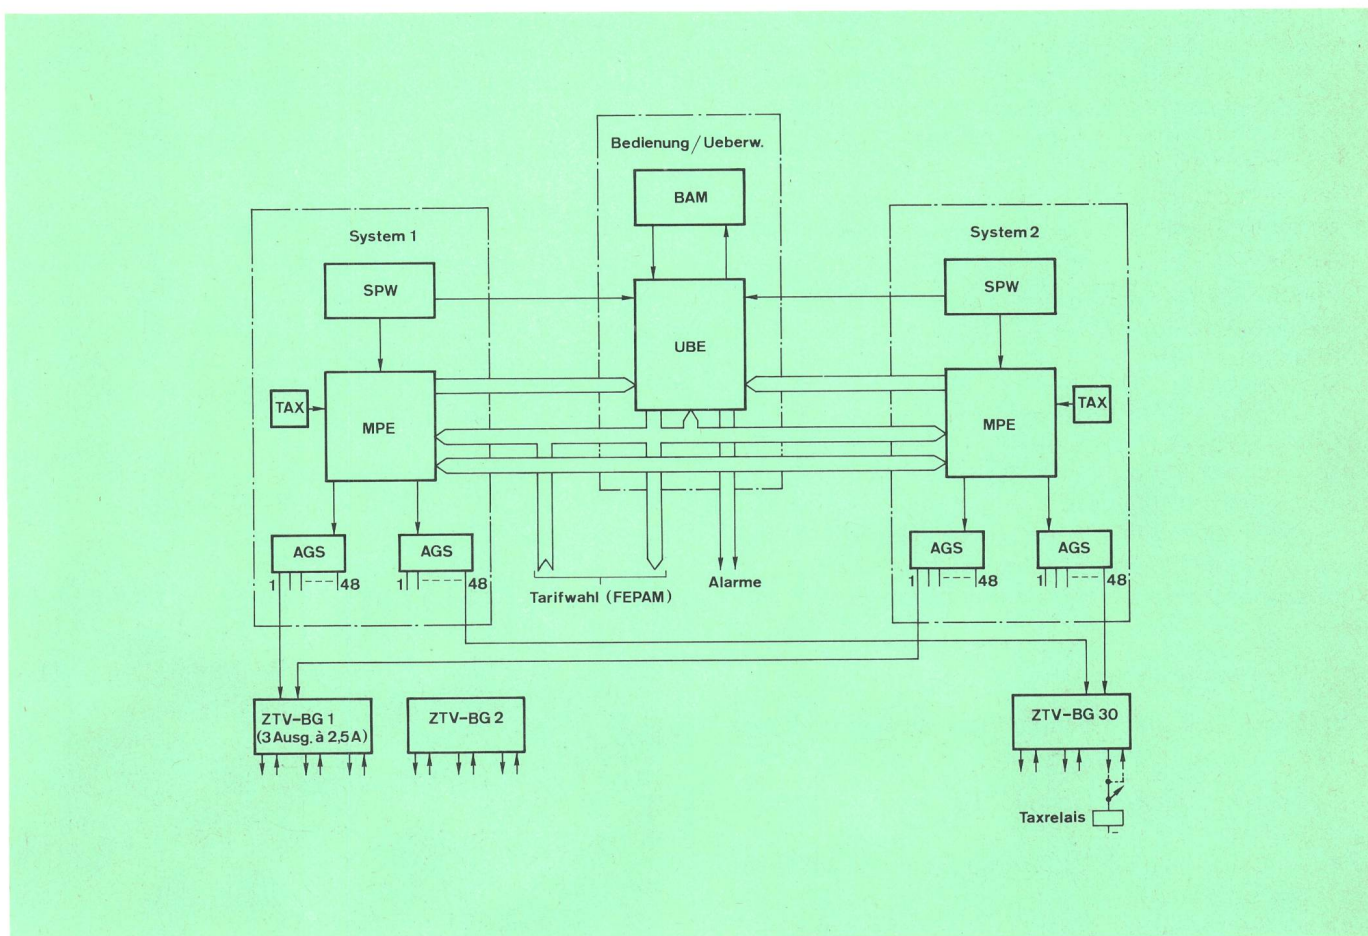 Bedienung/Ueberw.
BAM
System 1
System 2
SPW
SPW
UBE
TAX
MPE
MPE
TAX
AGS
AGS
AGS
AGS
1 48
1 48
1 48
1 48
Tarifwahl (FEPAM)
Alarme
ZTV-BG 1
(3 Ausg. à 2,5A)
ZTV-BG 2
ZTV-BG 30
Taxrelais